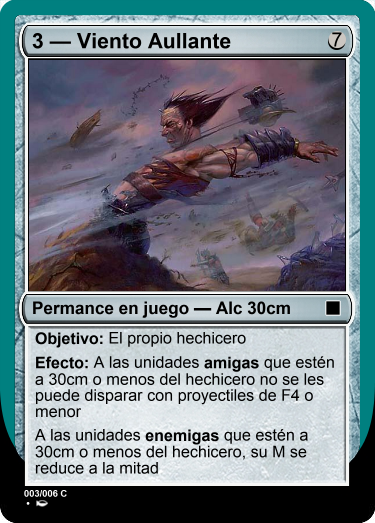 3 — Viento Aullante
7
Permance en juego — Alc 30cm
Objetivo: El propio hechicero
Efecto: A las unidades amigas que estén
a 30cm o menos del hechicero no se les
puede disparar con proyectiles de F4 o
menor
A las unidades enemigas que estén a
30cm o menos del hechicero, su M se
reduce a la mitad
003/006 C